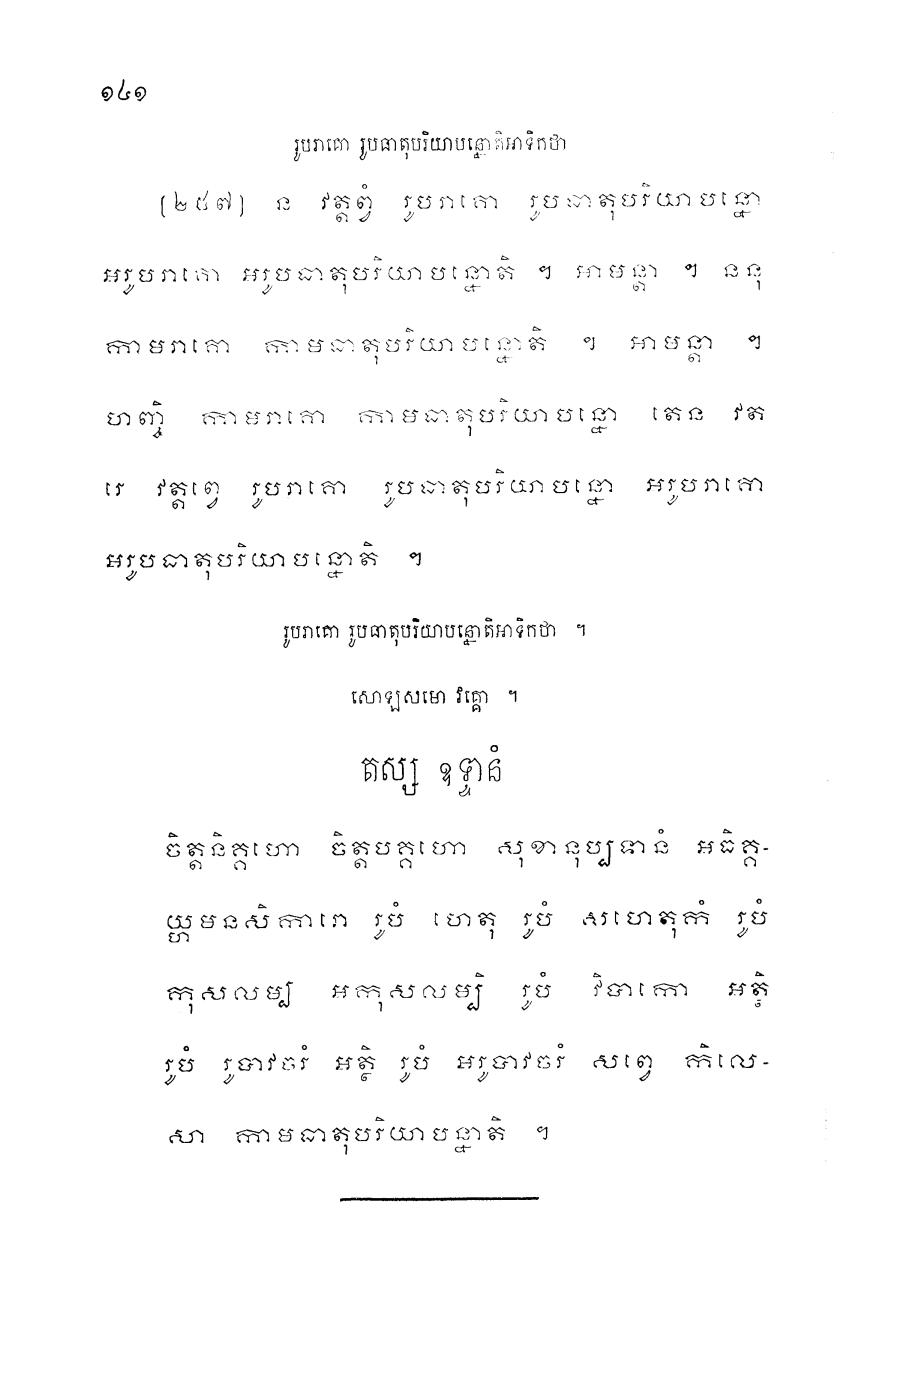 ១៤១
រូបរាគោ រូបធាតុបរិយាបន្នោតិអាទិកថា
[២៥៧] ន វត្តព្វំ រូបរាគោ រូបធាតុបរិយាបន្នោ
អរូបរាគោ អរូបធាតុបរិយាបន្នោតិ ។ អាមន្តា ។ ននុ
កាមរាគោ កាមធាតុបរិយាបន្នោតិ ។ អាមន្តា ។
ហញ្ចិ កាមរាគោ កាមធាតុបរិយាបន្នោ តេន វត
រេ វត្តព្វេ រូបរាគោ រូបធាតុបរិយាបន្នោ អរូបរាគោ
អរូបធាតុបរិយាបន្នោតិ ។
រូបរាគោ រូបធាតុបរិយាបន្នោតិអាទិកថា ។
សោឡសមោ វគ្គោ ។
តស្ស ឧទ្ទានំ
ចិត្តនិគ្គហោ ចិត្តបគ្គហោ សុខានុប្បទានំ អធិគ្គ-
យ្ហមនសិការោ រូបំ ហេតុ រូបំ សហេតុកំ រូបំ
កុសលម្បិ អកុសលម្បិ រូបំ វិបាកោ អត្ថិ
រូបំ រូបាវចរំ អត្ថិ រូបំ អរូបាវចរំ សព្វេ កិលេ-
សា កាមធាតុបរិយាបន្នាតិ ។